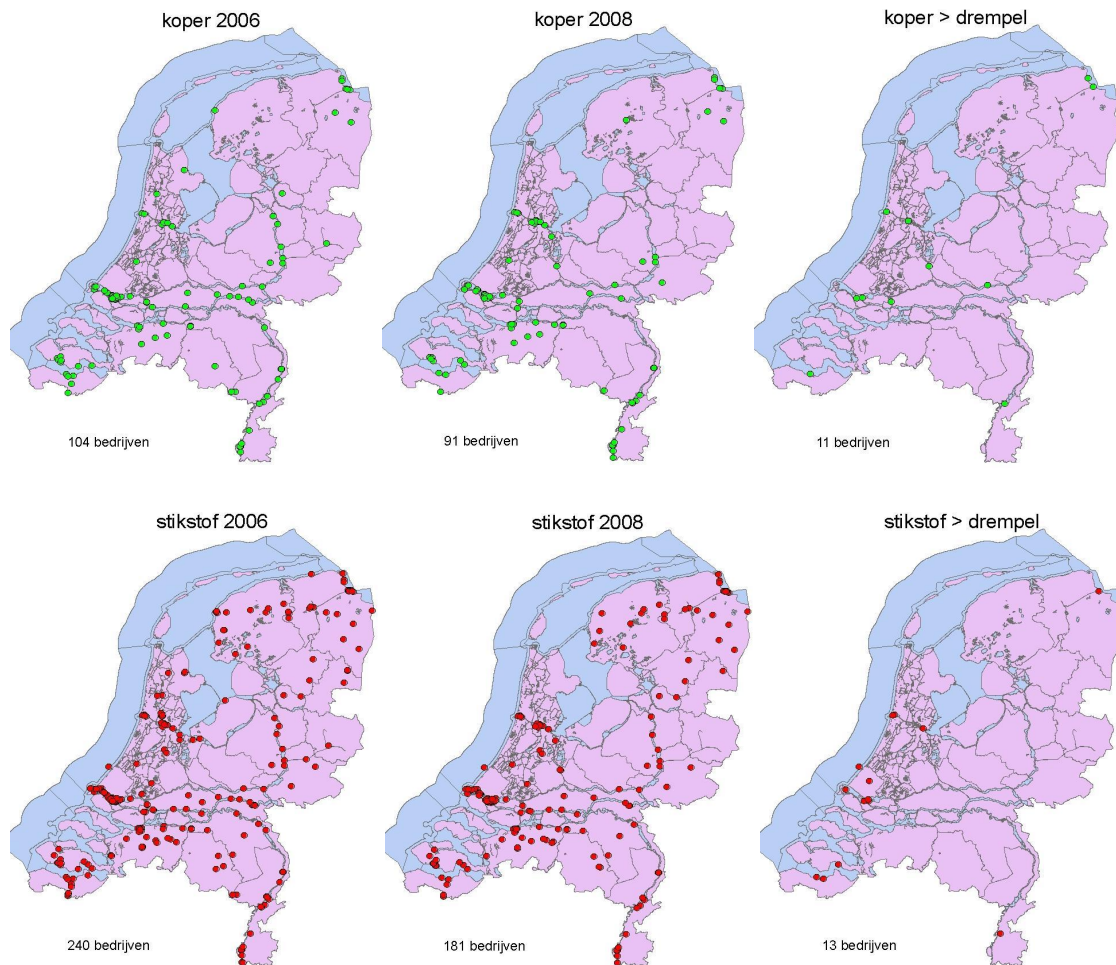 koper 2006
koper 2008
koper > drempel
104 bedrijven
91 bedrijven
11 bedrijven
stikstof 2006
stikstof 2008
stikstof > drempel
240 bedrijven
181 bedrijven
13 bedrijven